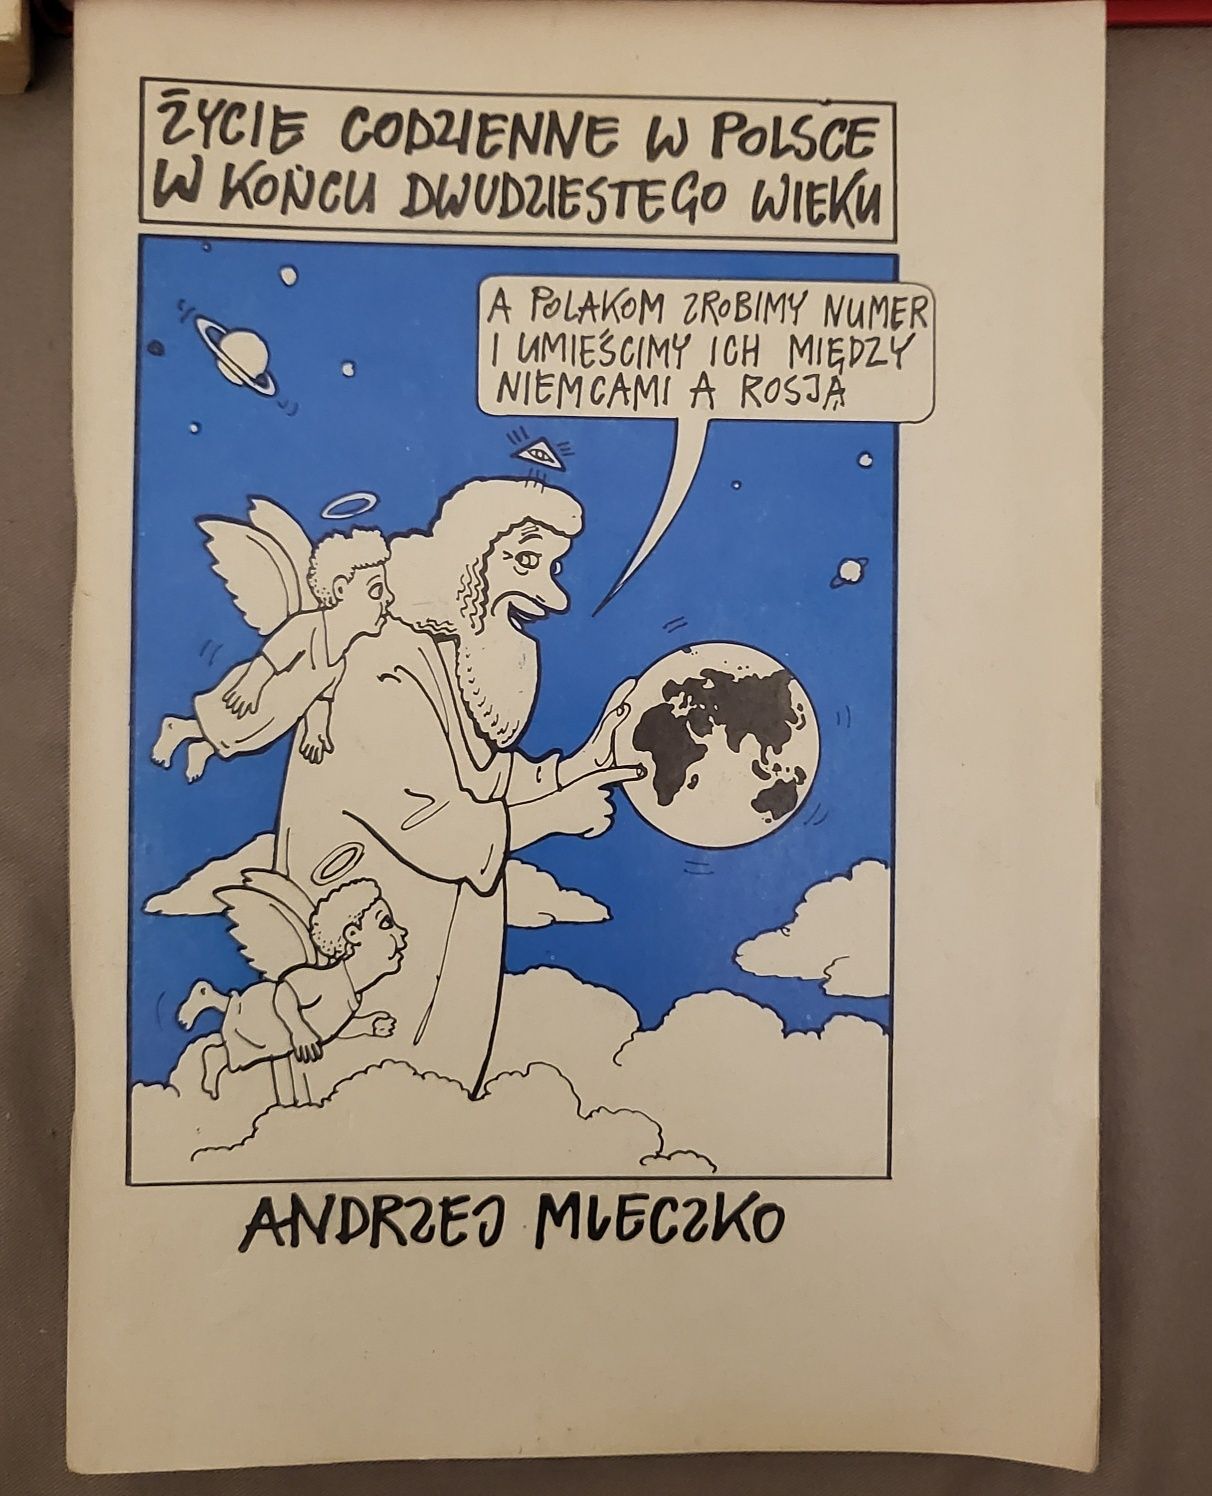 ŻYCIE CODZIENNE W POLSCE
W KOŃCU DWUDZIESTEGO WIEKU
A POLAKOM ZROBIMY NUMER
I UMIEŚCIMY ICH MIĘDZY
NIEMCAMI A ROSJĄ
ANDRZEJ MLECZKO